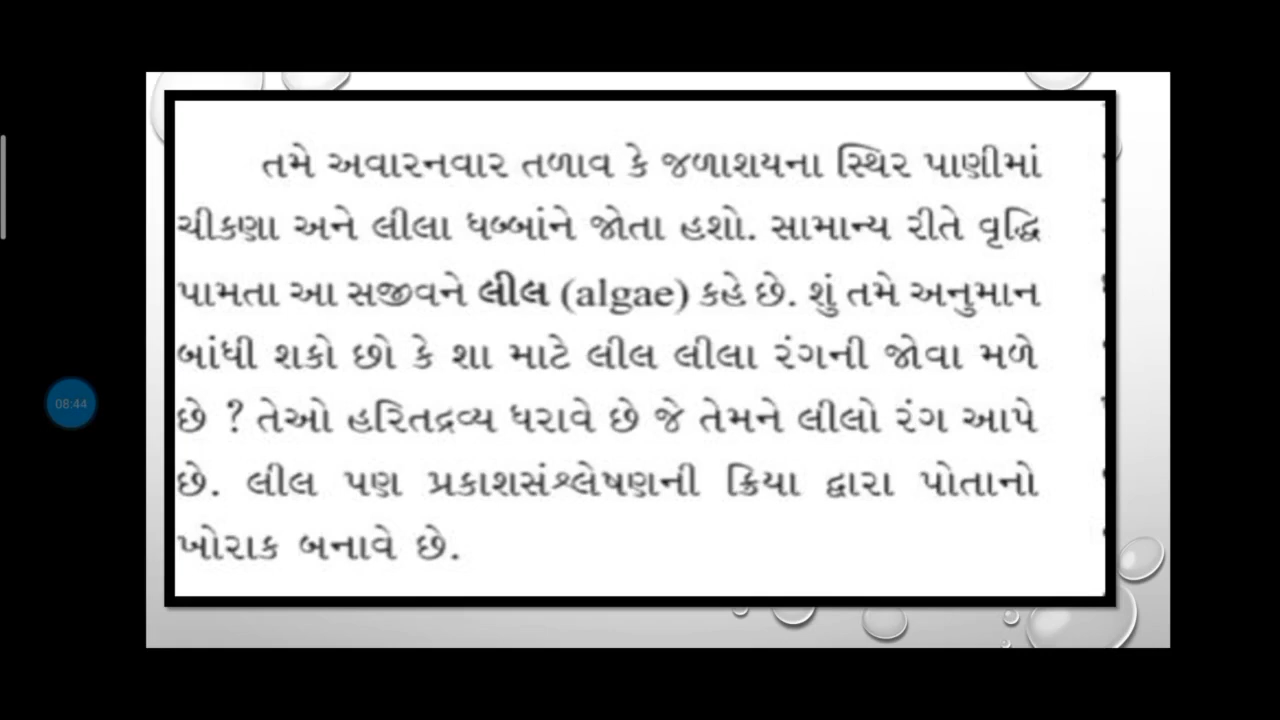 તમે અવારનવાર તળાવ કે જળાશયના સ્થિર પાણીમાં
ચીકણા અને લીલા ધબ્બાંને જોતા હશો. સામાન્ય રીતે વૃદ્ધિ
પામતા આ સજીવને લીલ (algae) કહે છે. શું તમે અનુમાન
બાંધી શકો છો કે શા માટે લીલ લીલા રંગની જોવા મળે
છે ? તેઓ હરિતદ્રવ્ય ધરાવે છે જે તેમને લીલો રંગ આપે
છે. લીલ પણ પ્રકાશસંશ્લેષણની ક્રિયા દ્વારા પોતાનો
ખોરાક બનાવે છે.
08:44